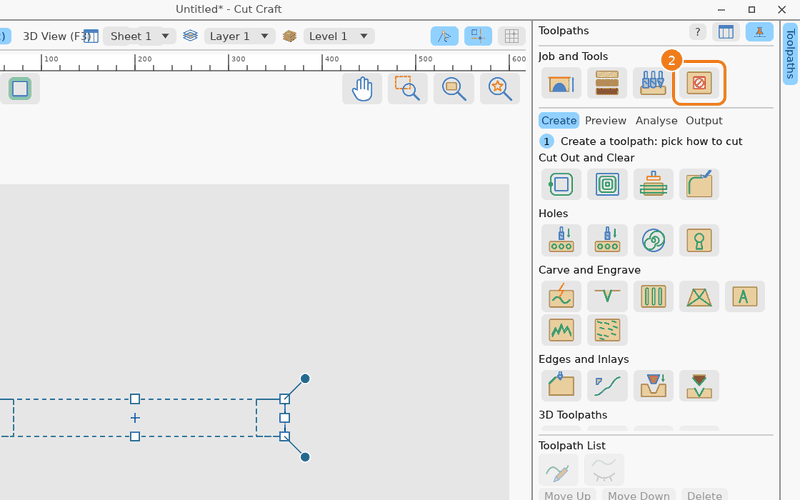 Untitled* - Cut Craft
3D View (F3)
Sheet 1
Layer 1
Level 1
100
200
300
400
500
600
Toolpaths
?
Toolpaths
Job and Tools
2
Create
Preview
Analyse
Output
1 Create a toolpath: pick how to cut
Cut Out and Clear
Holes
Carve and Engrave
A
Edges and Inlays
3D Toolpaths
Toolpath List
Move Up
Move Down
Delete